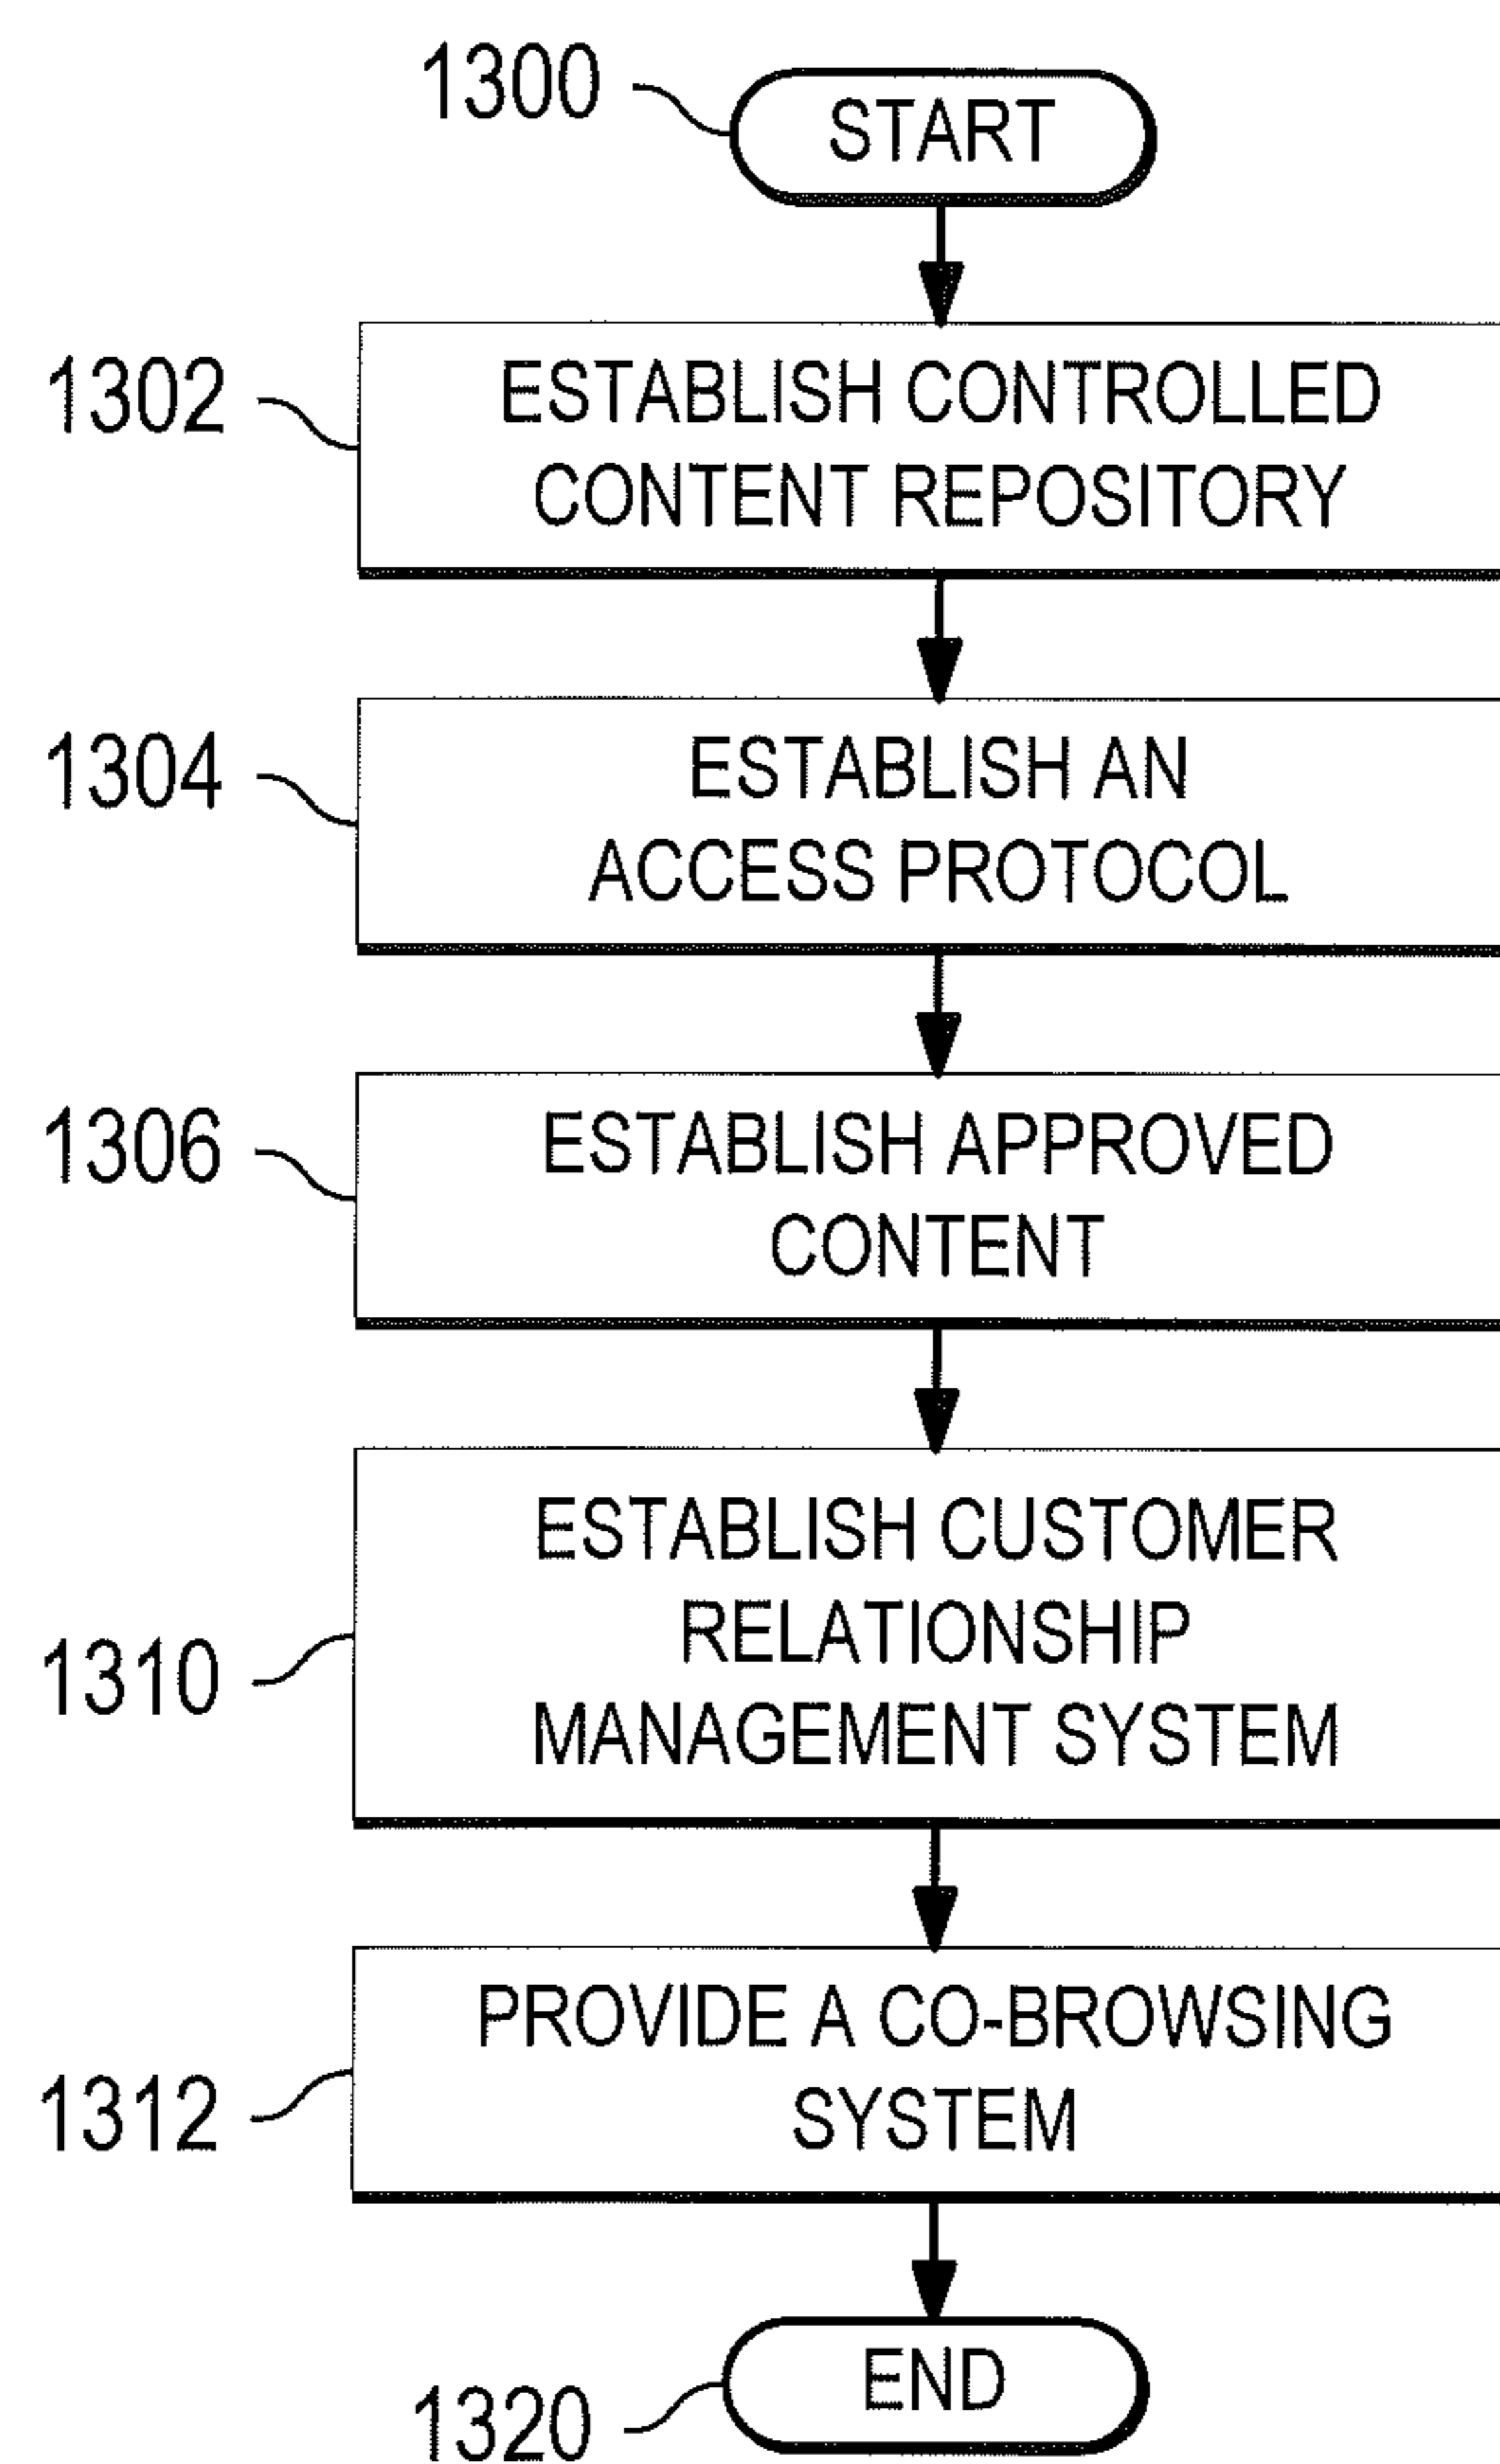 1300
START
1302
ESTABLISH CONTROLLED
CONTENT REPOSITORY
1304
ESTABLISH AN
ACCESS PROTOCOL
1306
ESTABLISH APPROVED
CONTENT
1310
ESTABLISH CUSTOMER
RELATIONSHIP
MANAGEMENT SYSTEM
1312
PROVIDE A CO-BROWSING
SYSTEM
1320
END